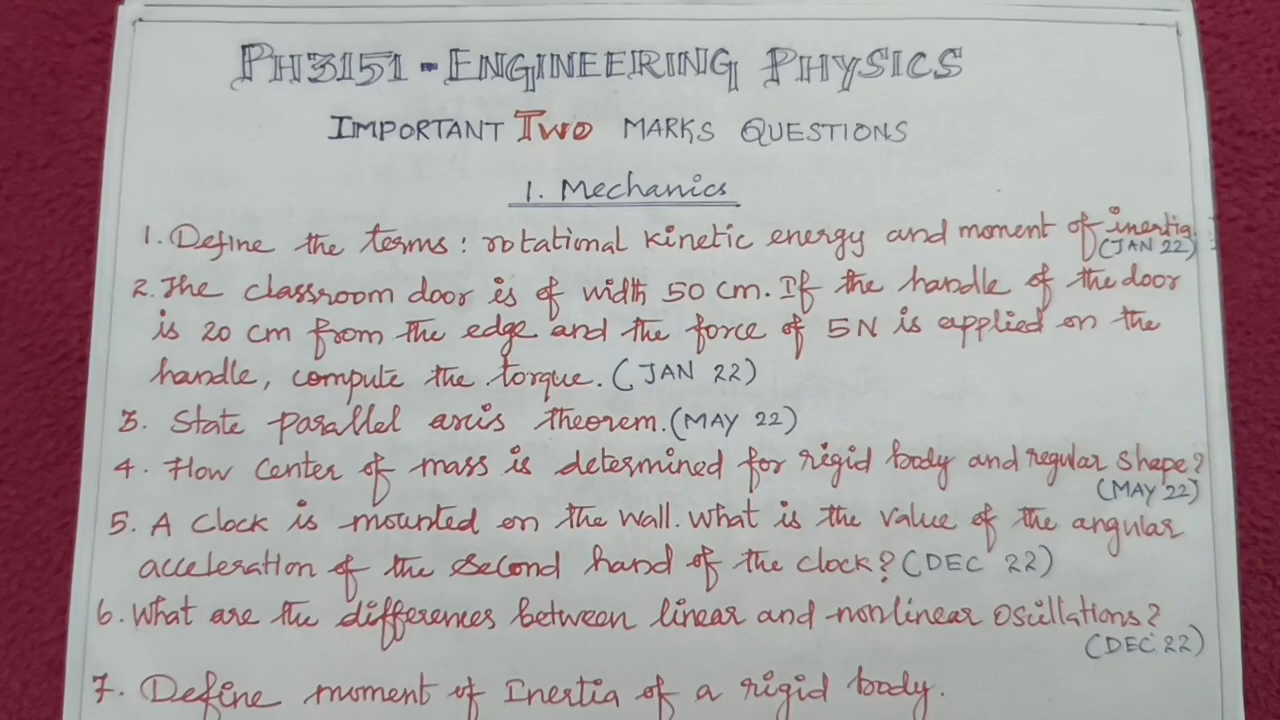 PH3151 - ENGINEERING PHYSICS
IMPORTANT TWO MARKS QUESTIONS
1. Mechanics
1. Define the terms: rotational kinetic energy and moment of inertia
(JAN 22)
2. The classroom door is of width 50 cm. If the handle of the door
is 20 cm from the edge and the force of 5N is applied on the
handle, compute the torque. (JAN 22)
3. State parallel axis theorem. (MAY 22)
4. How center of mass is determined for rigid body and regular shape?
(MAY 22)
5. A clock is mounted on the wall. What is the value of the angular
acceleration of the second hand of the clock? (DEC 22)
6. What are the differences between linear and nonlinear oscillations?
(DEC 22)
7. Define moment of Inertia of a rigid body.